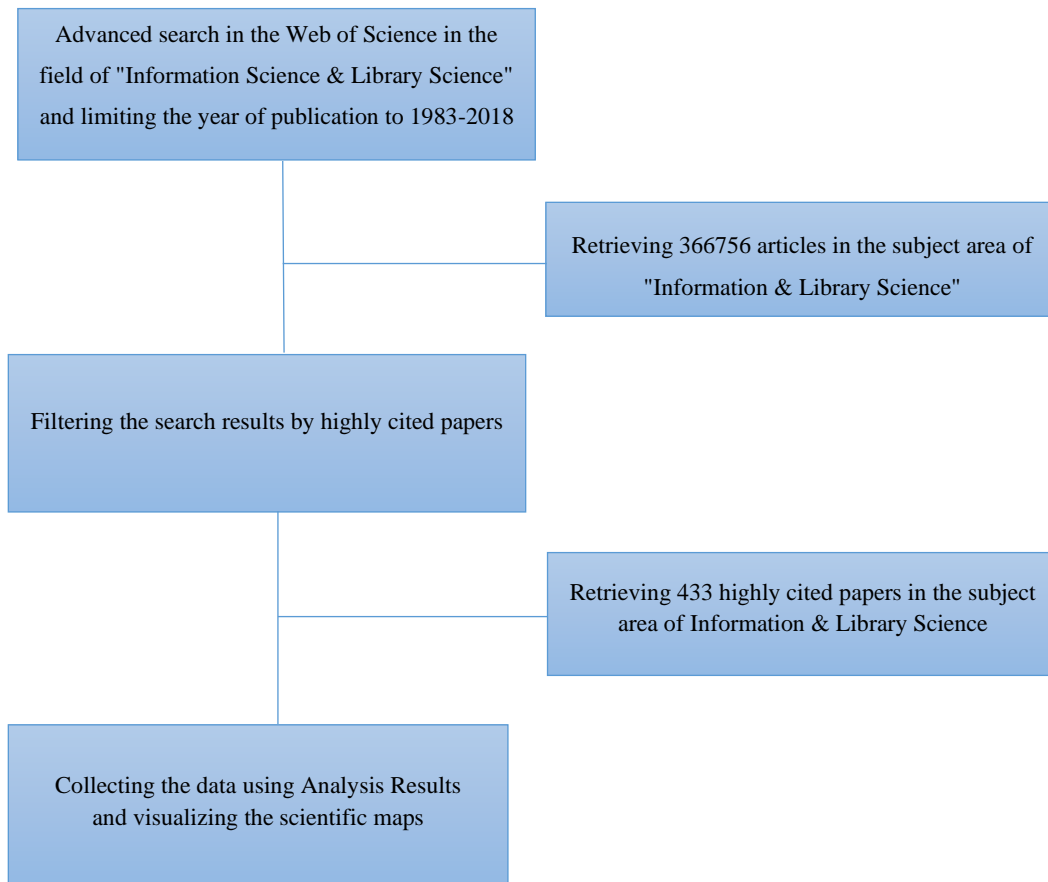 Advanced search in the Web of Science in the
field of "Information Science & Library Science"
and limiting the year of publication to 1983-2018
Retrieving 366756 articles in the subject area of
"Information & Library Science"
Filtering the search results by highly cited papers
Retrieving 433 highly cited papers in the subject
area of Information & Library Science
Collecting the data using Analysis Results
and visualizing the scientific maps